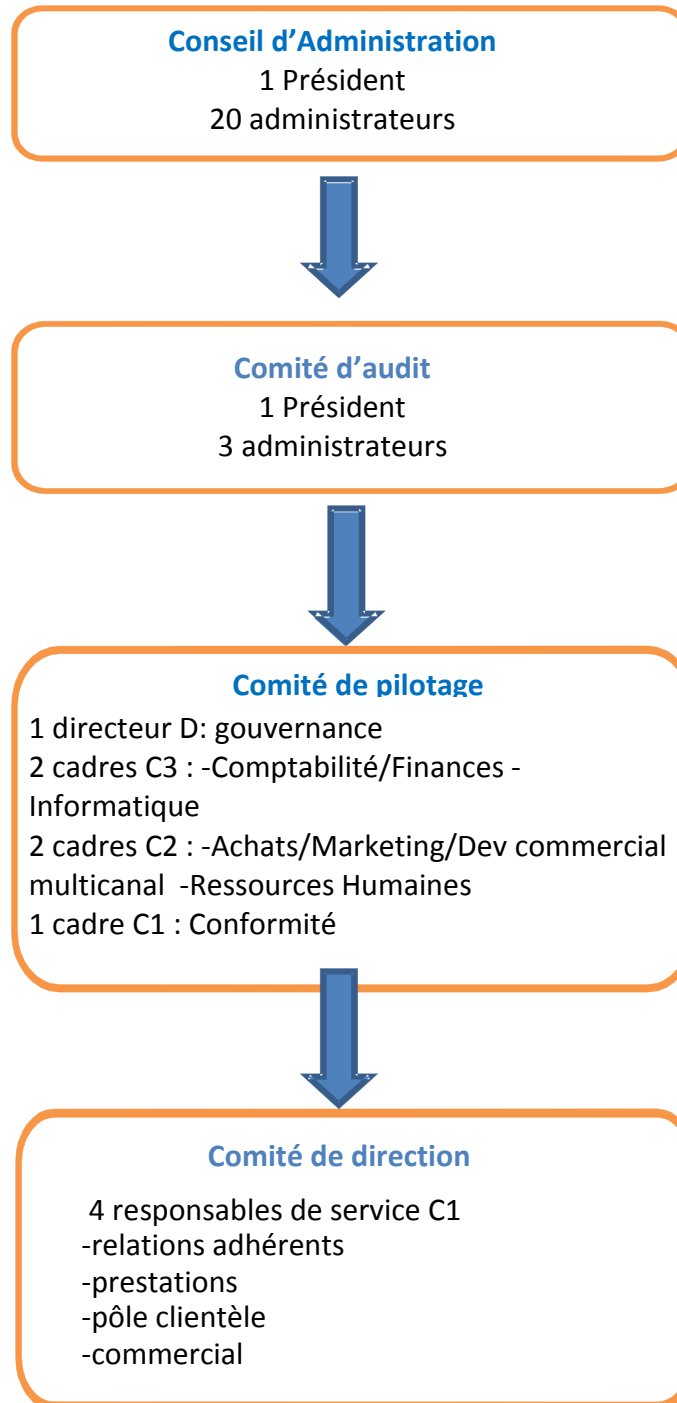 Conseil d’Administration
1 Président
20 administrateurs
Comité d’audit
1 Président
3 administrateurs
Comité de pilotage
1 directeur D: gouvernance
2 cadres C3 : -Comptabilité/Finances -
Informatique
2 cadres C2 : -Achats/Marketing/Dev commercial
multicanal -Ressources Humaines
1 cadre C1 : Conformité
Comité de direction
4 responsables de service C1
-relations adhérents
-prestations
-pôle clientèle
-commercial